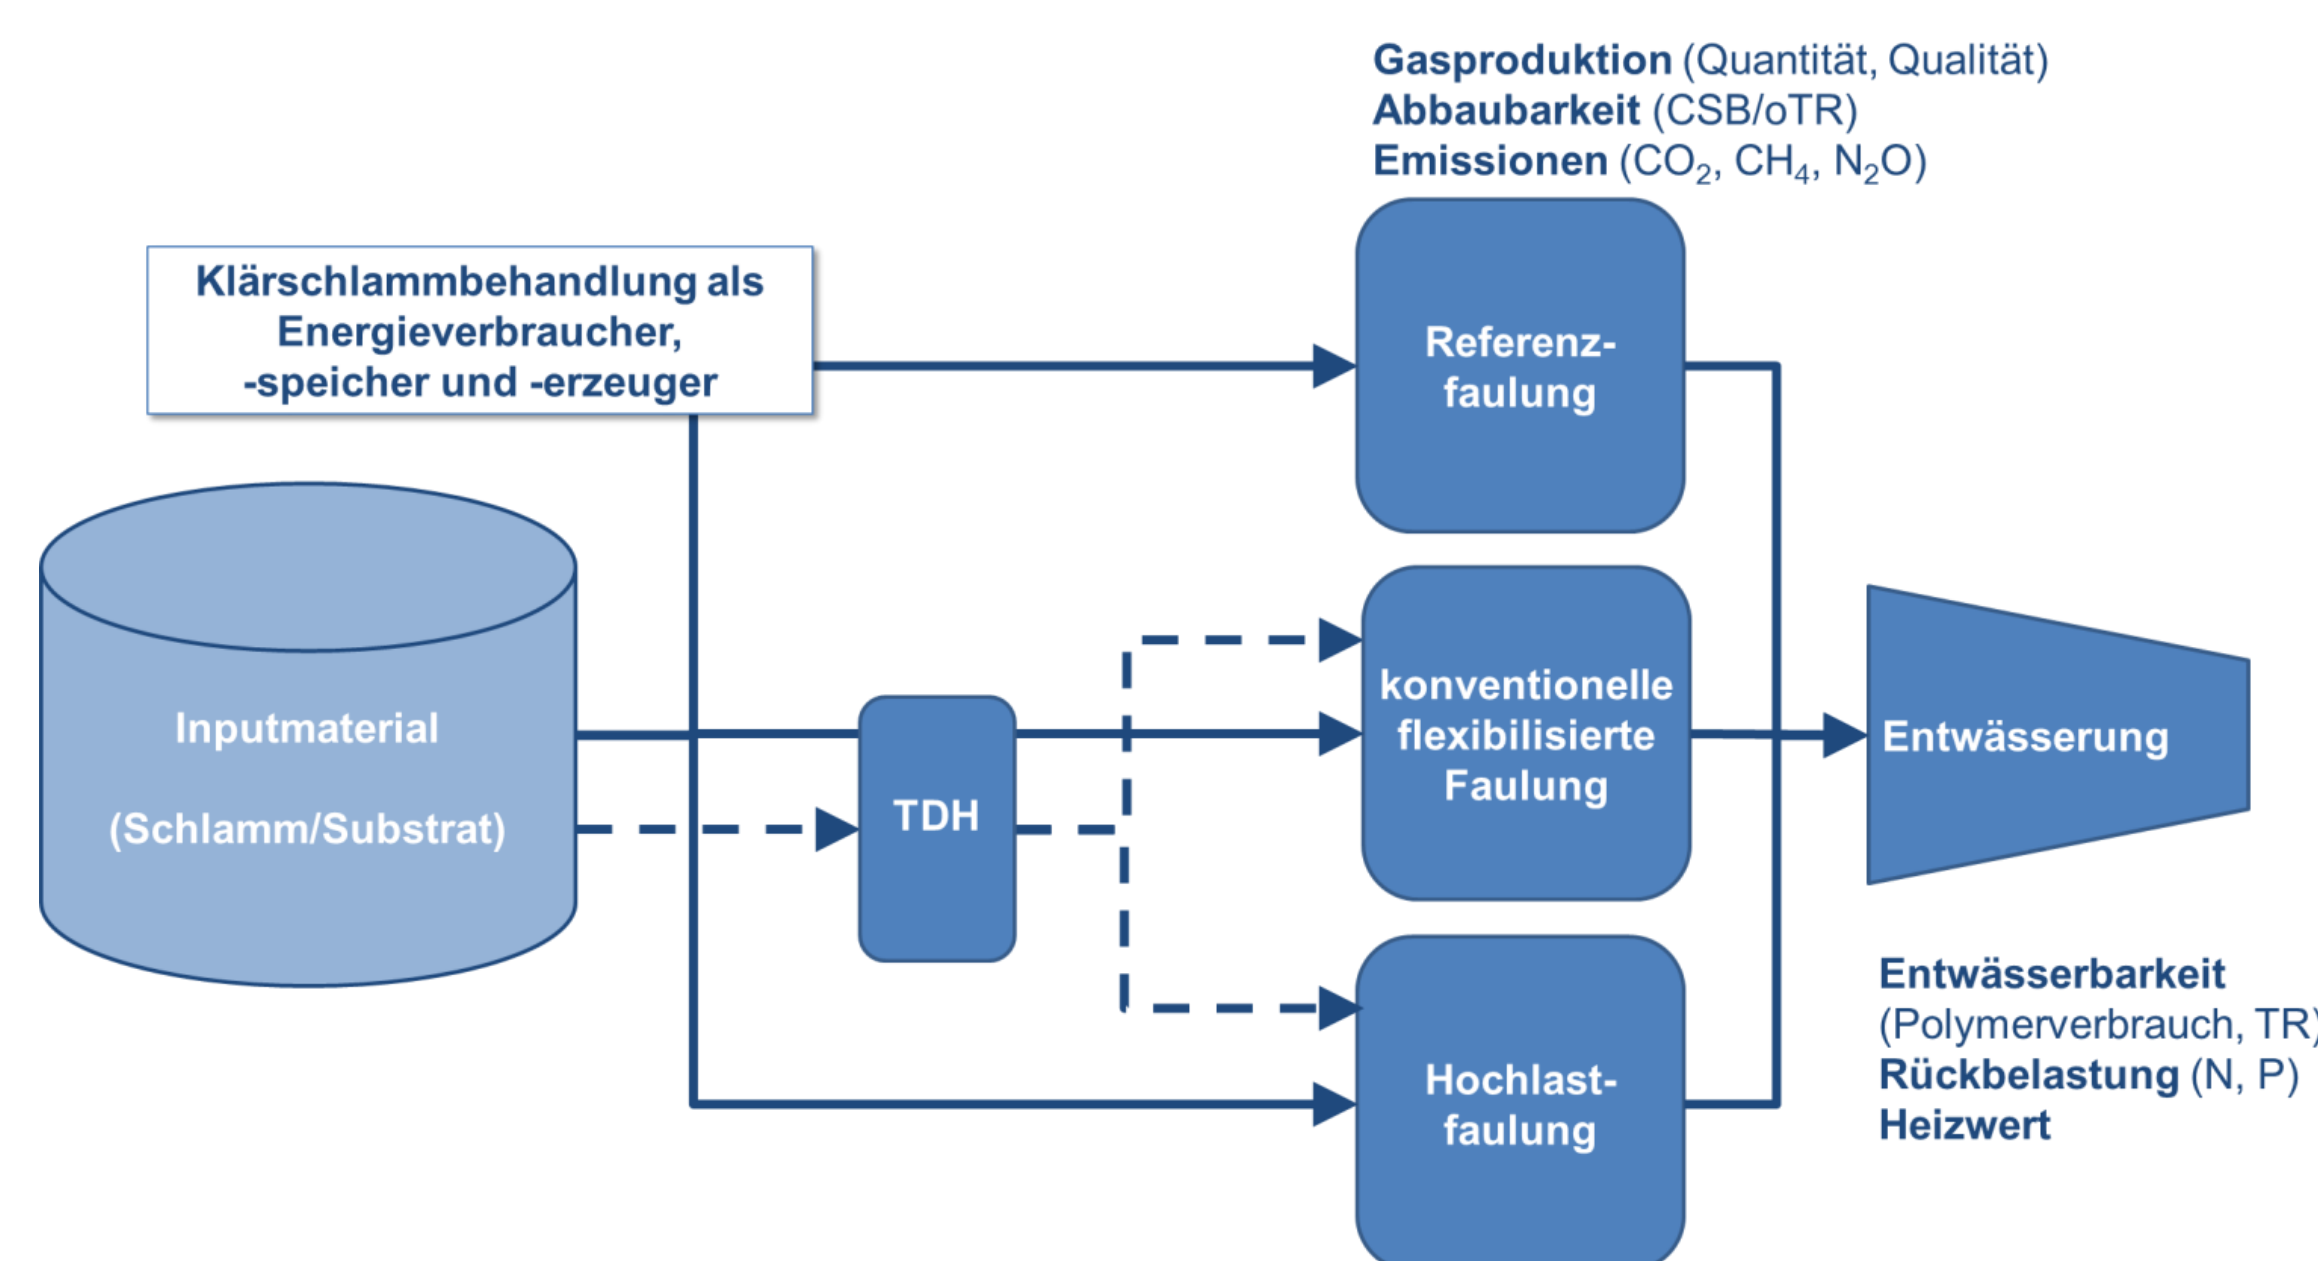 Gasproduktion (Quantität, Qualität)
Abbaubarkeit (CSB/oTR)
Emissionen (CO₂, CH₄, N₂O)
Klärschlammbehandlung als
Energieverbraucher,
-speicher und -erzeuger
Referenz-
faulung
Inputmaterial
(Schlamm/Substrat)
TDH
konventionelle
flexibilisierte
Faulung
Entwässerung
Hochlast-
faulung
Entwässerbarkeit
(Polymerverbrauch, TR)
Rückbelastung (N, P)
Heizwert